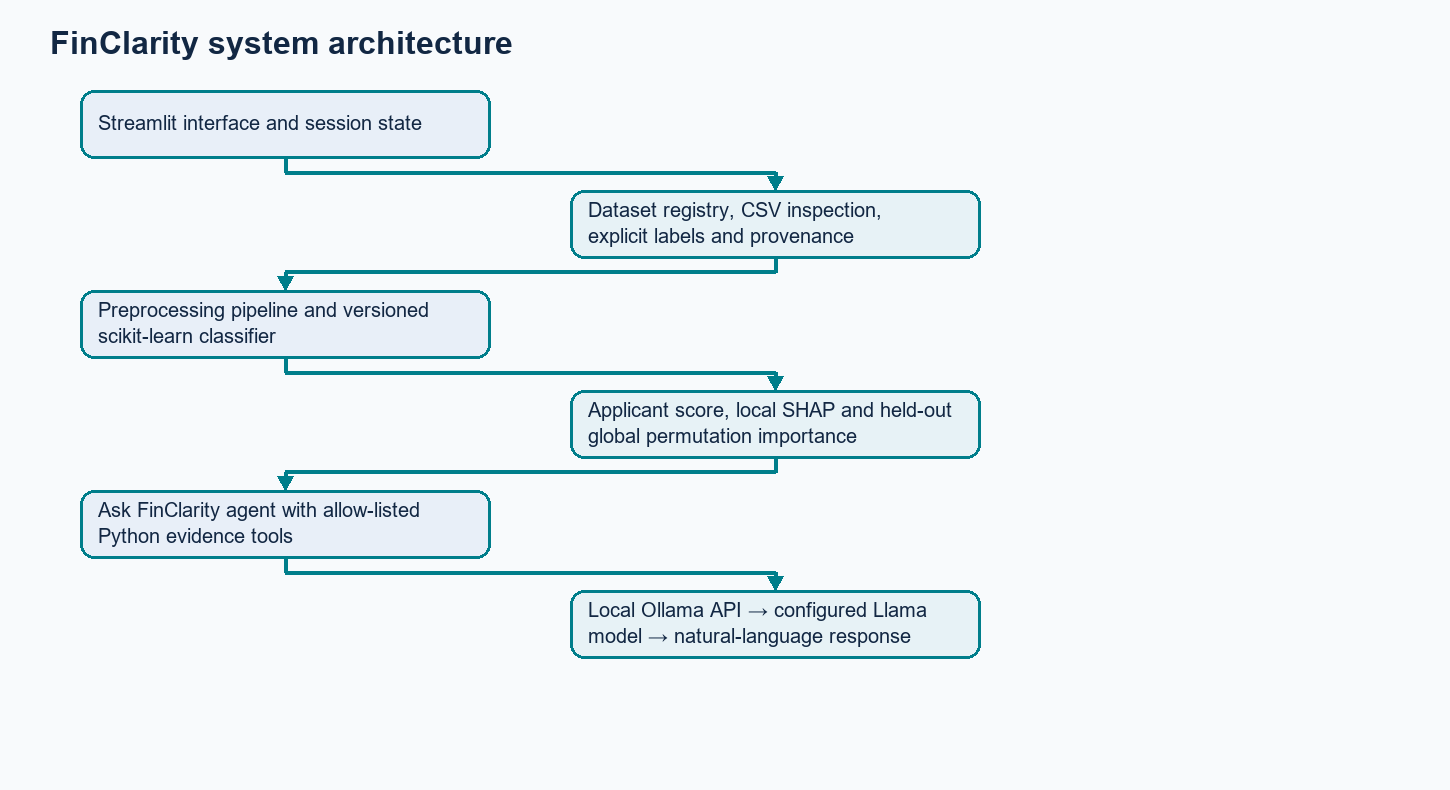 FinClarity system architecture
Streamlit interface and session state
Dataset registry, CSV inspection,
explicit labels and provenance
Preprocessing pipeline and versioned
scikit-learn classifier
Applicant score, local SHAP and held-out
global permutation importance
Ask FinClarity agent with allow-listed
Python evidence tools
Local Ollama API → configured Llama
model → natural-language response